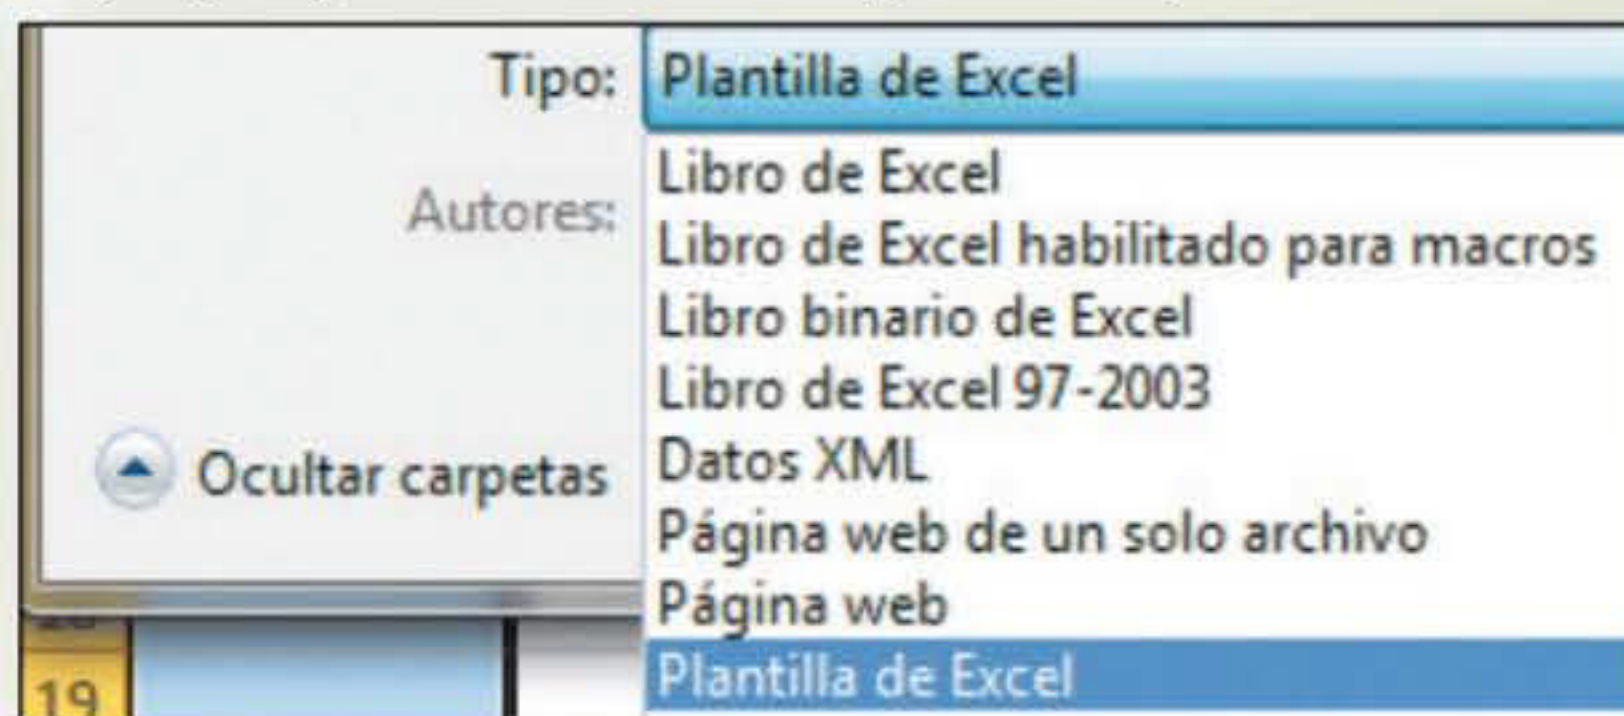 Tipo: Plantilla de Excel
Libro de Excel
Autores:
Libro de Excel habilitado para macros
Libro binario de Excel
Libro de Excel 97-2003
Datos XML
Ocultar carpetas
Página web de un solo archivo
Página web
Plantilla de Excel
19